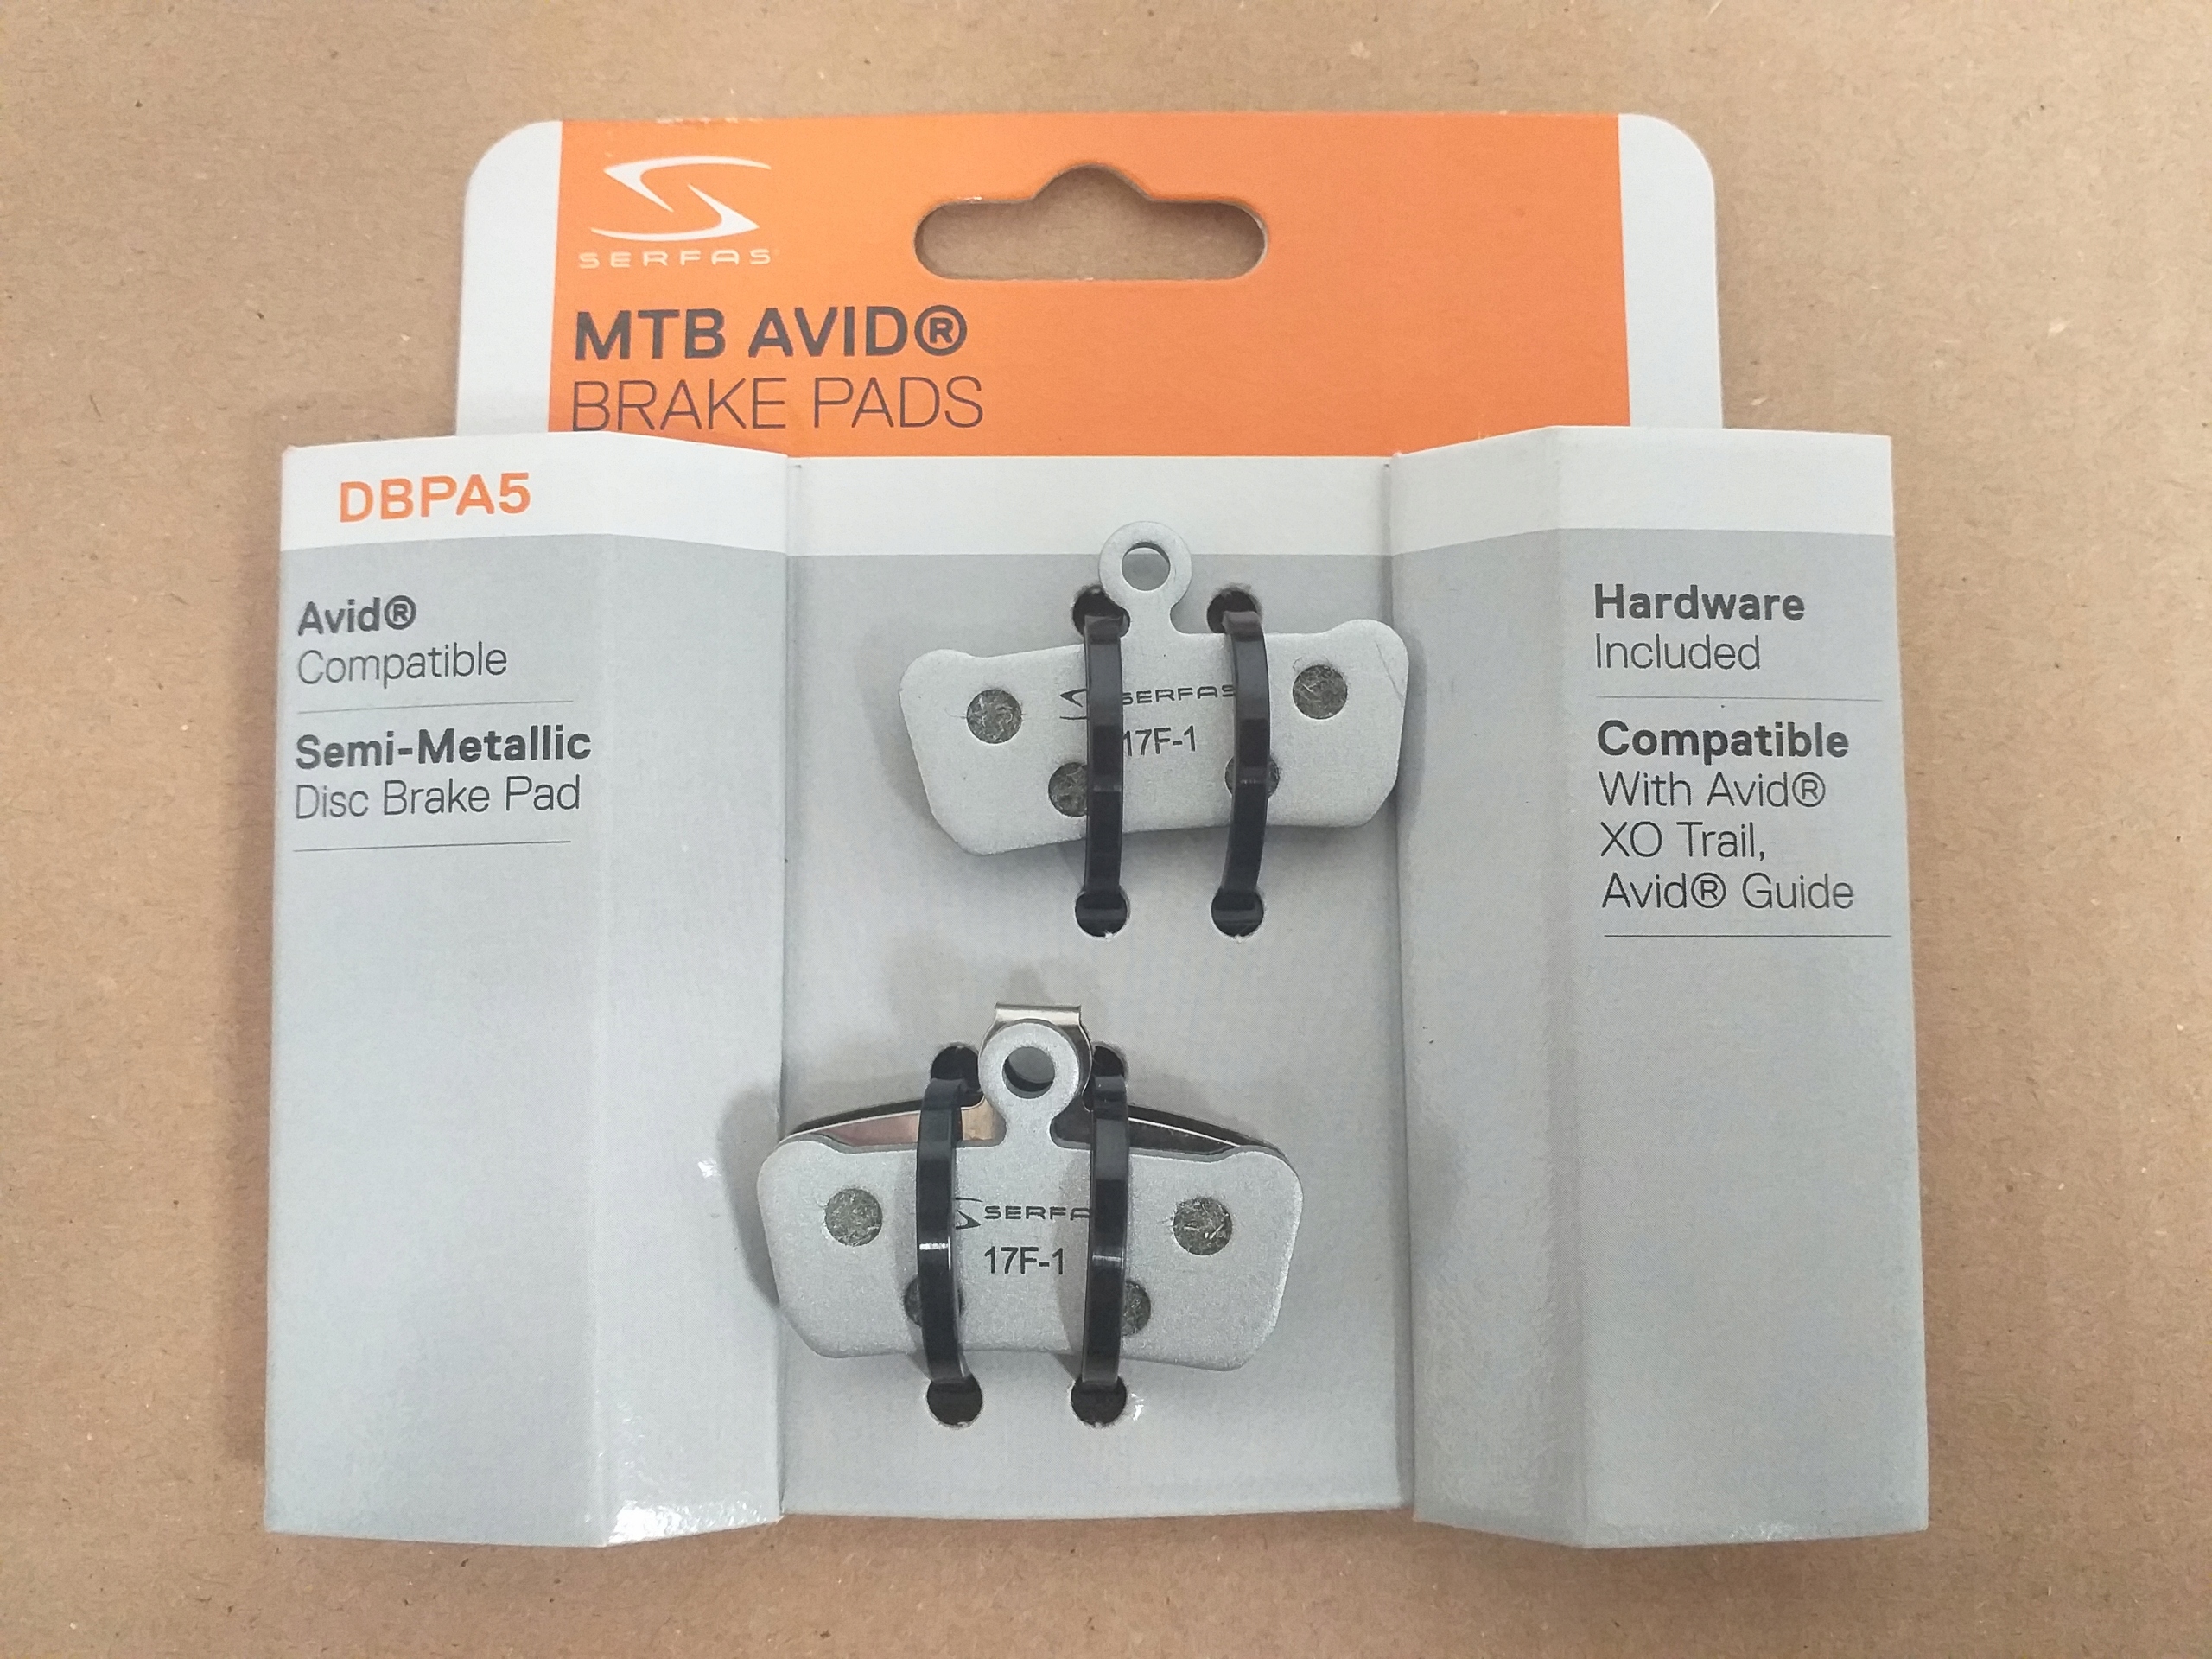 SERFAS
MTB AVID®
BRAKE PADS
DBPA5
Avid®
Compatible
Semi-Metallic
Disc Brake Pad
SERFAS
17F-1
SERFA
17F-1
Hardware
Included
Compatible
With Avid®
XO Trail,
Avid® Guide